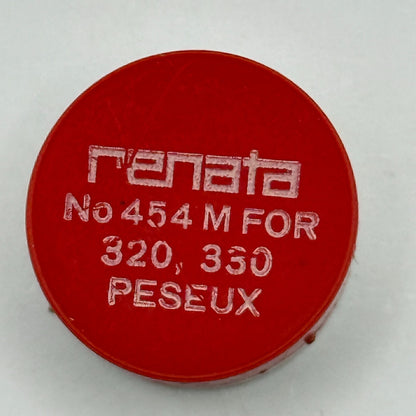 renata
No 454 M FOR
320, 330
PESEUX